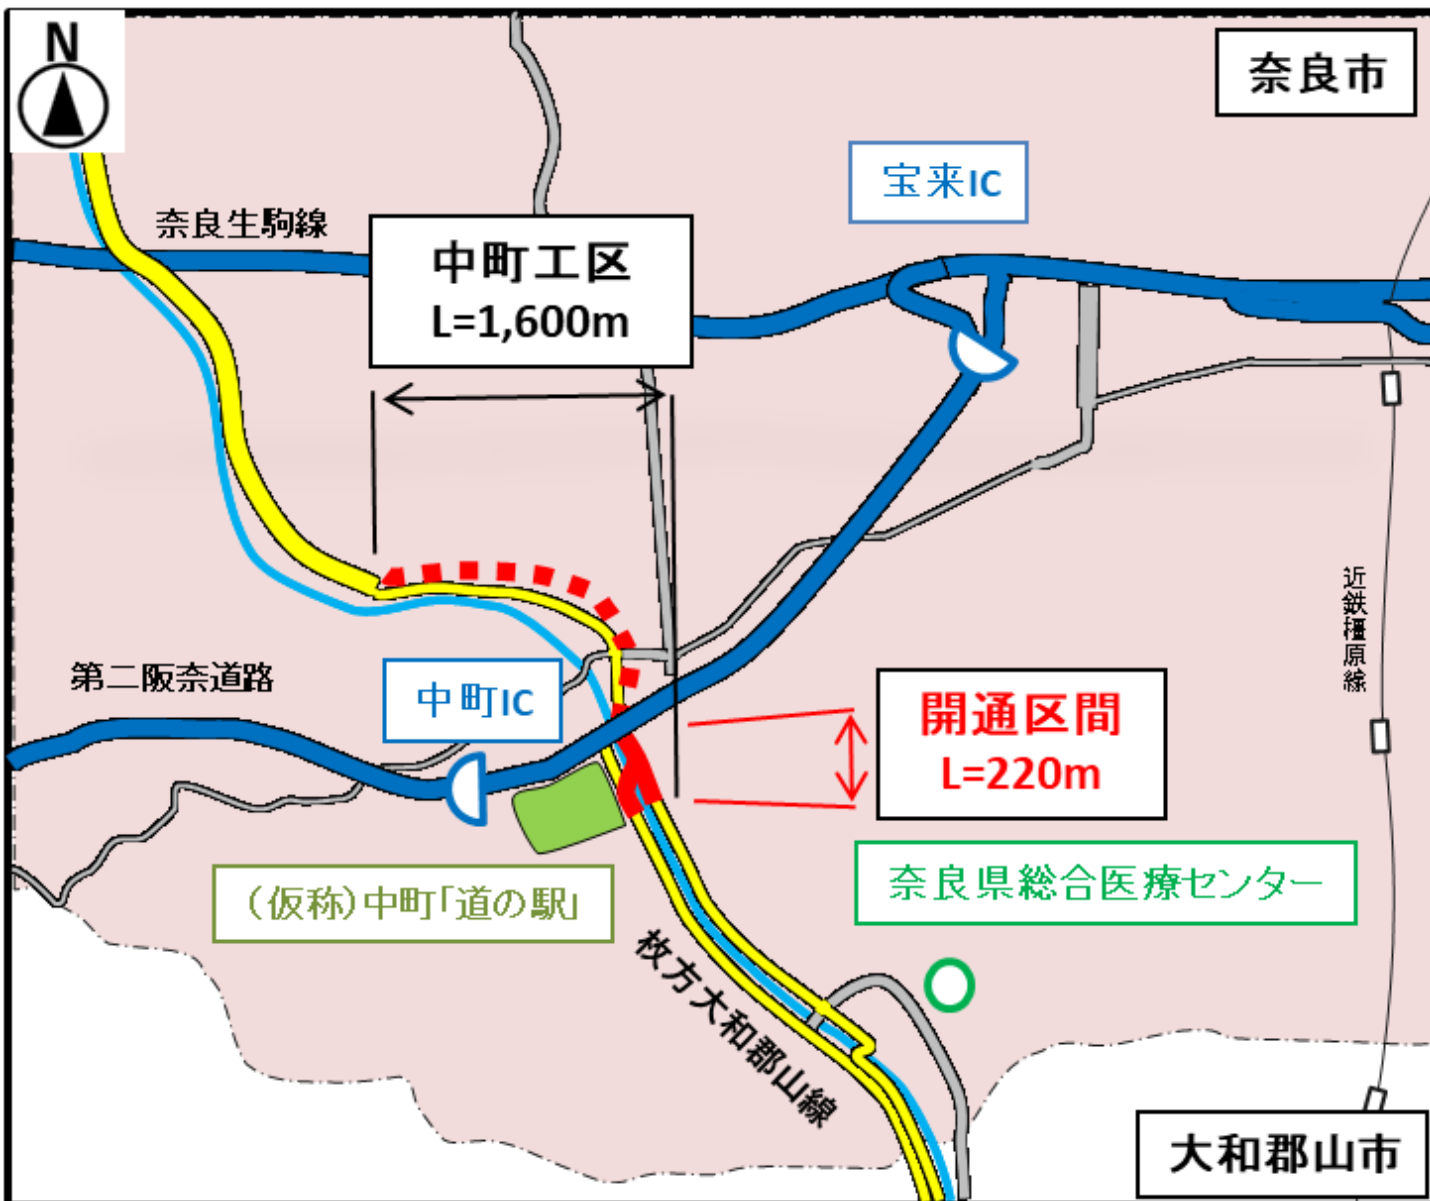 N
奈良市
宝来IC
奈良生駒線
中町工区
L=1,600m
近鉄橿原線
第二阪奈道路
中町IC
開通区間
L=220m
(仮称)中町｢道の駅｣
奈良県総合医療センター
枚方大和郡山線
大和郡山市